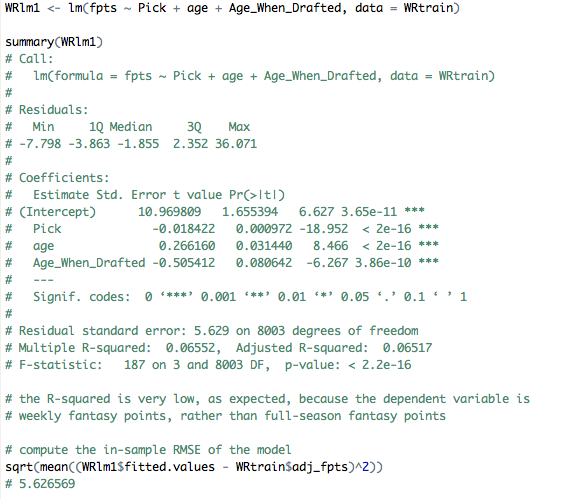 WRlm1 <- lm(fpts ~ Pick + age + Age_When_Drafted, data = WRtrain)
summary(WRlm1)
# Call:
#   lm(formula = fpts ~ Pick + age + Age_When_Drafted, data = WRtrain)
#
# Residuals:
#   Min     1Q Median     3Q    Max
# -7.798 -3.863 -1.855  2.352 36.071
#
# Coefficients:
#   Estimate Std. Error t value Pr(>|t|)
# (Intercept)      10.969809   1.655394   6.627 3.65e-11 ***
#   Pick             -0.018422   0.000972 -18.952  < 2e-16 ***
#   age               0.266160   0.031440   8.466  < 2e-16 ***
#   Age_When_Drafted -0.505412   0.080642  -6.267 3.86e-10 ***
#   ---
#   Signif. codes:  0 ‘***’ 0.001 ‘**’ 0.01 ‘*’ 0.05 ‘.’ 0.1 ‘ ’ 1
#
# Residual standard error: 5.629 on 8003 degrees of freedom
# Multiple R-squared:  0.06552,  Adjusted R-squared:  0.06517
# F-statistic:   187 on 3 and 8003 DF,  p-value: < 2.2e-16
# the R-squared is very low, as expected, because the dependent variable is
# weekly fantasy points, rather than full-season fantasy points
# compute the in-sample RMSE of the model
sqrt(mean((WRlm1$fitted.values - WRtrain$adj_fpts)^2))
# 5.626569